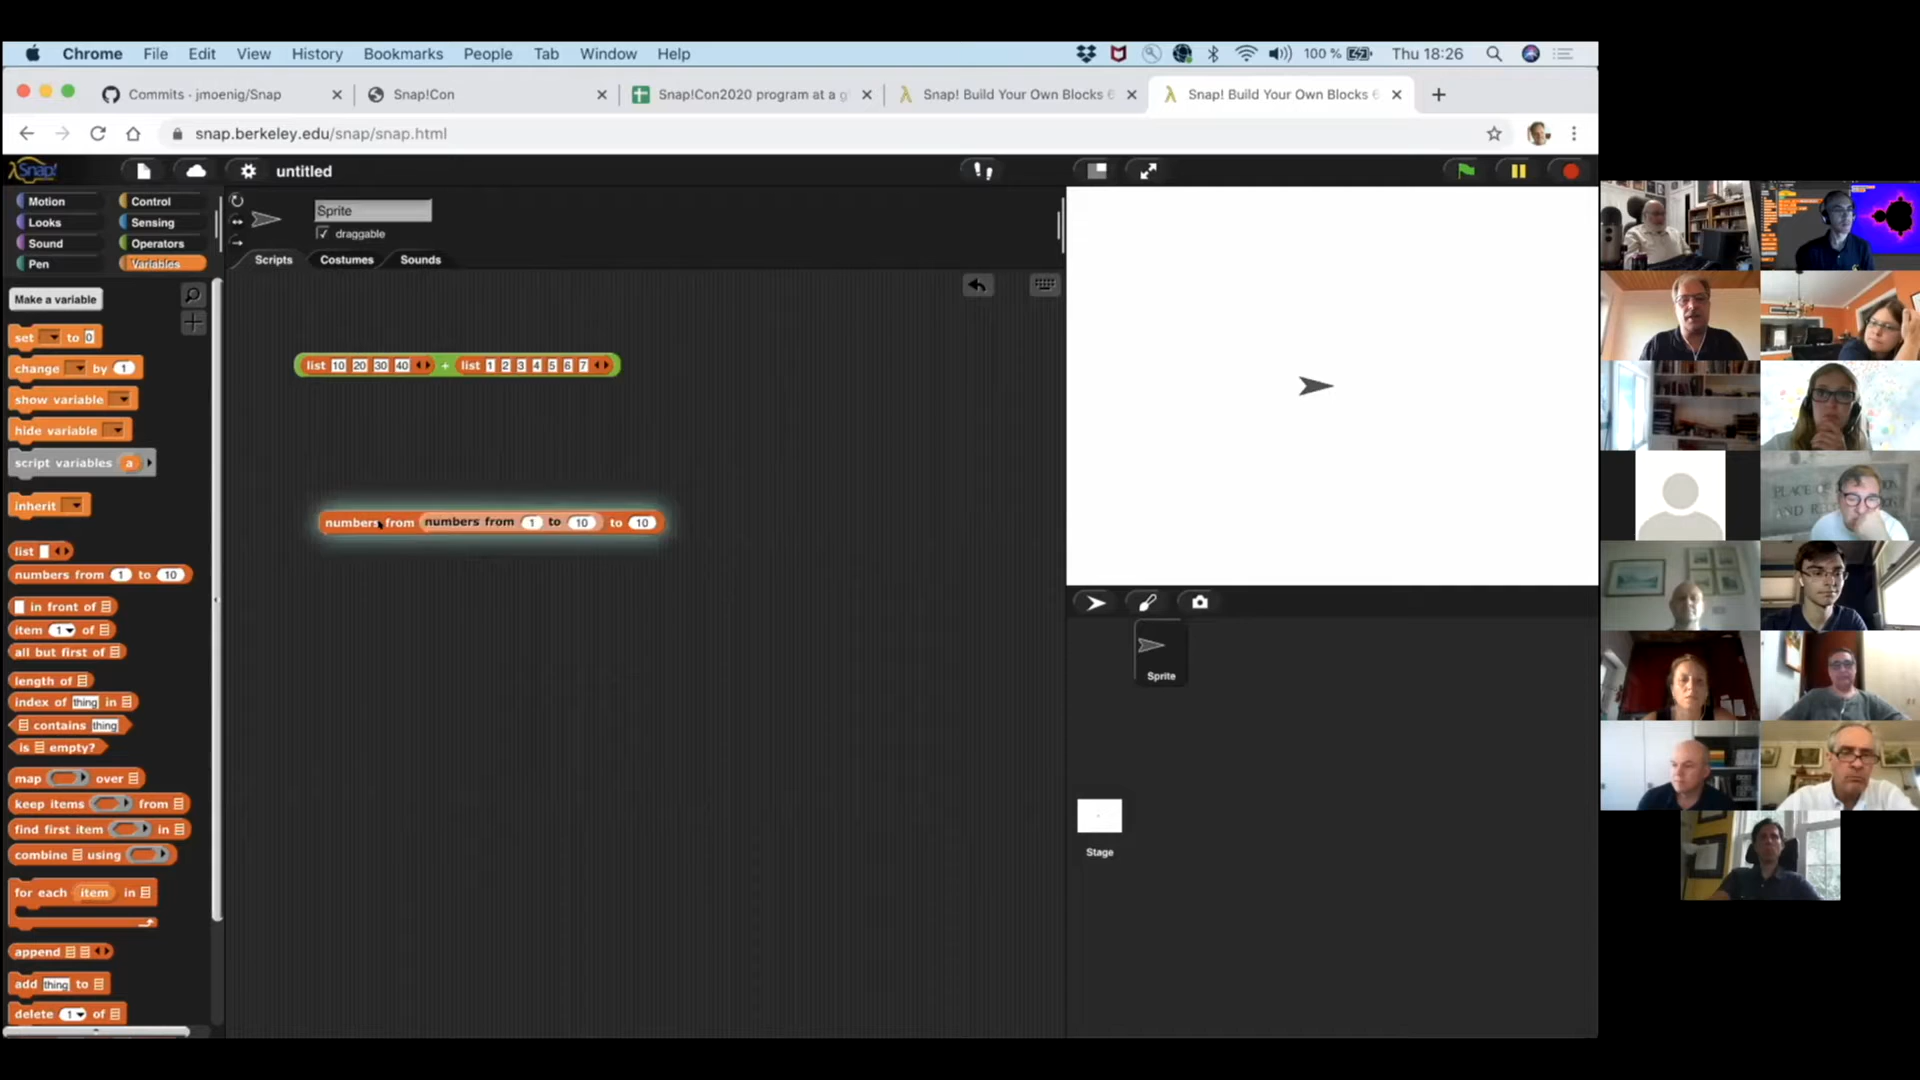 Chrome File Edit View History Bookmarks People Tab Window Help 100 % Thu 18:26
Commits · jmoenig/Snap Snap!Con Snap!Con2020 program at a g Snap! Build Your Own Blocks 6 Snap! Build Your Own Blocks 6
snap.berkeley.edu/snap/snap.html
Snap! untitled
Motion Control
Looks Sensing
Sound Operators
Pen Variables
Sprite
draggable
Scripts Costumes Sounds
Make a variable
set to 0
change by 1
show variable
hide variable
script variables a
inherit
list
numbers from 1 to 10
in front of
item 1 of
all but first of
length of
index of thing in
contains thing
is empty?
map over
keep items from
find first item in
combine using
for each item in
append
add thing to
delete 1 of
list 10 20 30 40 + list 1 2 3 4 5 6 7
numbers from numbers from 1 to 10 to 10
Sprite
Stage